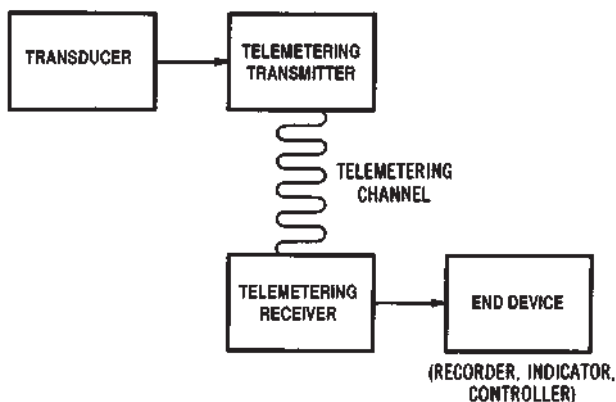 TRANSDUCER
TELEMETERING
TRANSMITTER
TELEMETERING
CHANNEL
TELEMETERING
RECEIVER
END DEVICE
(RECORDER, INDICATOR,
CONTROLLER)